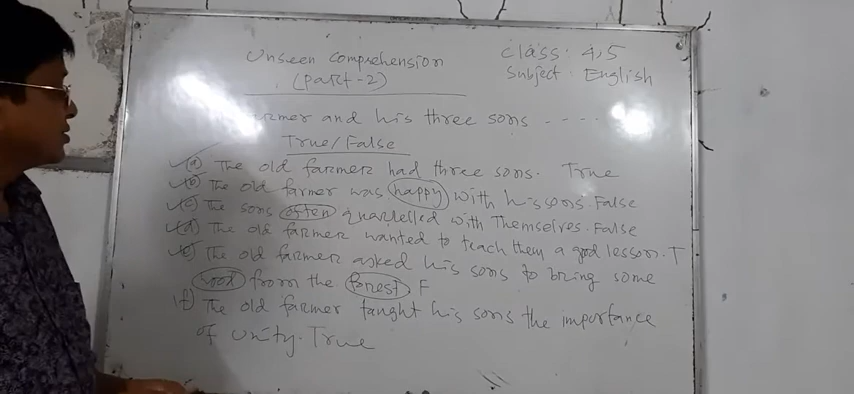 Unseen Comprehension
(Part-2)
Class: 4,5
Subject: English
and his three sons ....
True/False
(a) The old farmer had three sons. True
(b) The old farmer was happy with his sons. False
(c) The sons often quarlelled with Themselves. False
(d) The old farmer wanted to teach them a good lesson. T
(e) The old farmer asked his sons to bring some
from the forest. F
(f) The old farmer taught his sons the importance
of unity. True